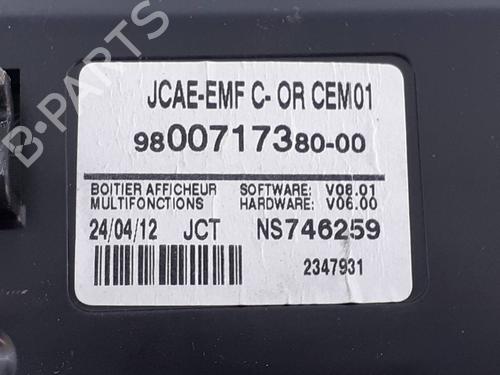 JCAE-EMF C- OR CEM01
9800717380-00
BOITIER AFFICHEUR SOFTWARE: V08.01
MULTIFONCTIONS HARDWARE: V06.00
24/04/12 JCT NS746259
2347931
B-PARTS